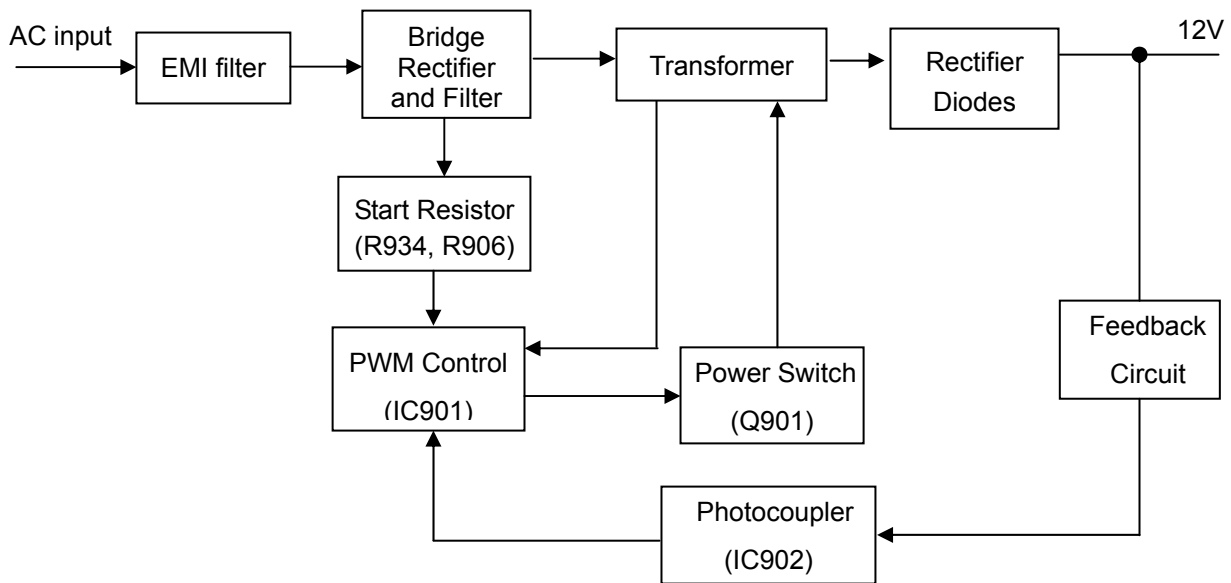 AC input
EMI filter
Bridge
Rectifier
and Filter
Transformer
Rectifier
Diodes
12V
Start Resistor
(R934, R906)
PWM Control
(IC901)
Power Switch
(Q901)
Feedback
Circuit
Photocoupler
(IC902)